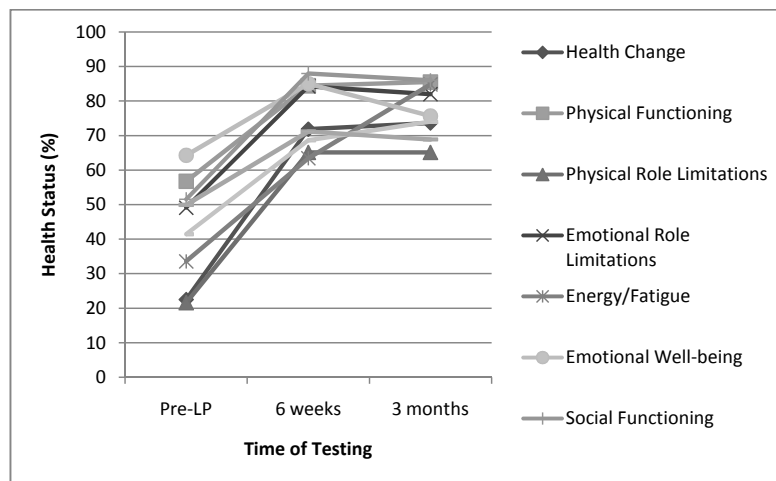 Health Status (%)
100
90
80
70
60
50
40
30
20
10
0
Pre-LP 6 weeks 3 months
Time of Testing
Health Change
Physical Functioning
Physical Role Limitations
Emotional Role
Limitations
Energy/Fatigue
Emotional Well-being
Social Functioning